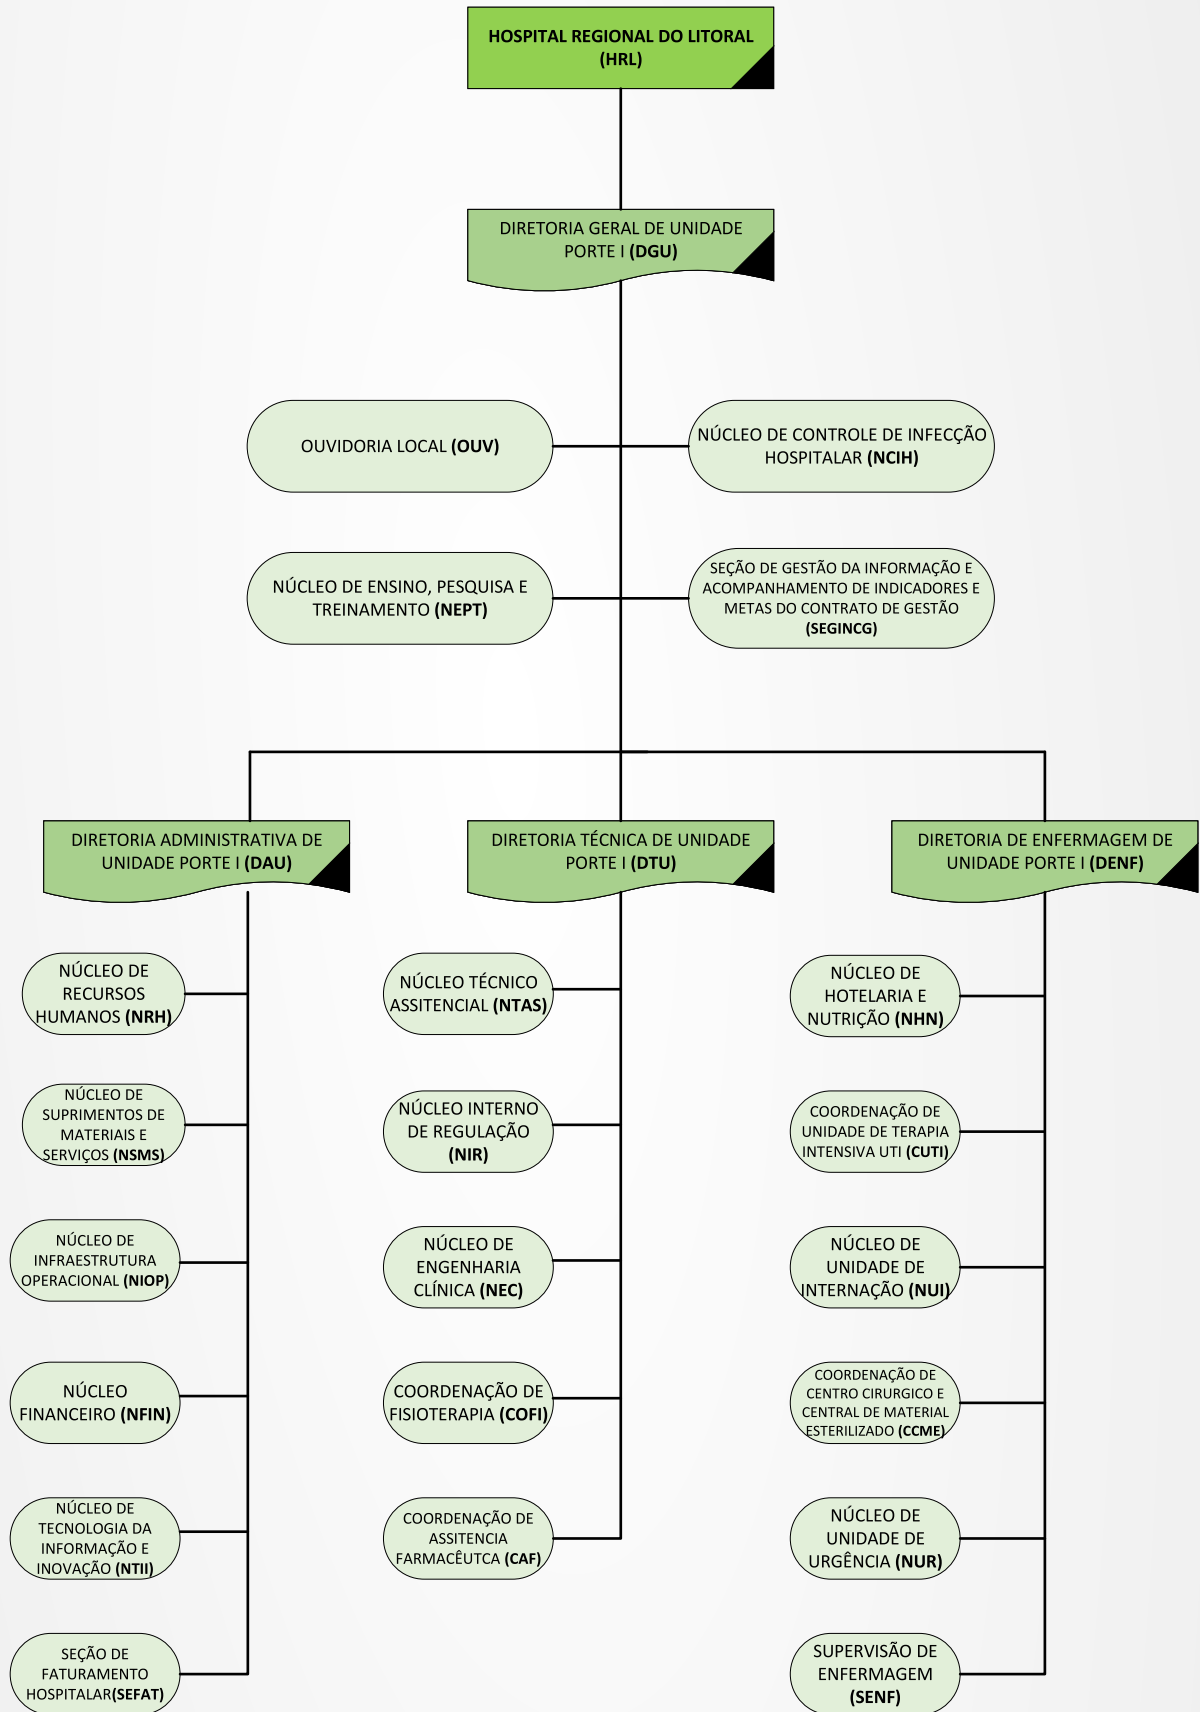 HOSPITAL REGIONAL DO LITORAL
(HRL)
DIRETORIA GERAL DE UNIDADE
PORTE I (DGU)
OUVIDORIA LOCAL (OUV)
NÚCLEO DE CONTROLE DE INFECÇÃO
HOSPITALAR (NCIH)
NÚCLEO DE ENSINO, PESQUISA E
TREINAMENTO (NEPT)
SEÇÃO DE GESTÃO DA INFORMAÇÃO E
ACOMPANHAMENTO DE INDICADORES E
METAS DO CONTRATO DE GESTÃO
(SEGINCG)
DIRETORIA ADMINISTRATIVA DE
UNIDADE PORTE I (DAU)
DIRETORIA TÉCNICA DE UNIDADE
PORTE I (DTU)
DIRETORIA DE ENFERMAGEM DE
UNIDADE PORTE I (DENF)
NÚCLEO DE
RECURSOS
HUMANOS (NRH)
NÚCLEO DE
SUPRIMENTOS DE
MATERIAIS E
SERVIÇOS (NSMS)
NÚCLEO DE
INFRAESTRUTURA
OPERACIONAL (NIOP)
NÚCLEO
FINANCEIRO (NFIN)
NÚCLEO DE
TECNOLOGIA DA
INFORMAÇÃO E
INOVAÇÃO (NTII)
SEÇÃO DE
FATURAMENTO
HOSPITALAR(SEFAT)
NÚCLEO TÉCNICO
ASSITENCIAL (NTAS)
NÚCLEO INTERNO
DE REGULAÇÃO
(NIR)
NÚCLEO DE
ENGENHARIA
CLÍNICA (NEC)
COORDENAÇÃO DE
FISIOTERAPIA (COFI)
COORDENAÇÃO DE
ASSITENCIA
FARMACÊUTCA (CAF)
NÚCLEO DE
HOTELARIA E
NUTRIÇÃO (NHN)
COORDENAÇÃO DE
UNIDADE DE TERAPIA
INTENSIVA UTI (CUTI)
NÚCLEO DE
UNIDADE DE
INTERNAÇÃO (NUI)
COORDENAÇÃO DE
CENTRO CIRURGICO E
CENTRAL DE MATERIAL
ESTERILIZADO (CCME)
NÚCLEO DE
UNIDADE DE
URGÊNCIA (NUR)
SUPERVISÃO DE
ENFERMAGEM
(SENF)